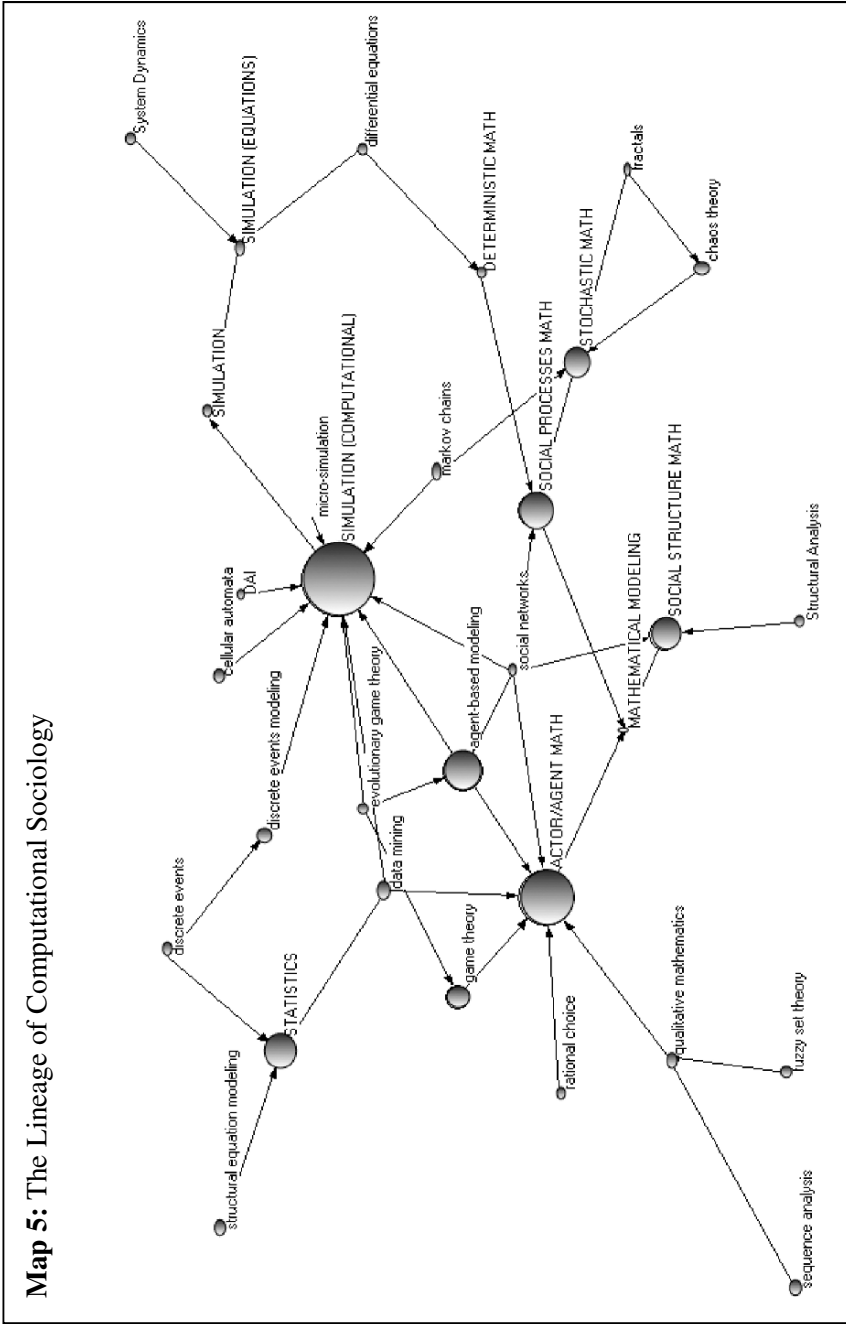 Map 5: The Lineage of Computational Sociology
System Dynamics
SIMULATION (EQUATIONS)
differential equations
SIMULATION
DETERMINISTIC MATH
fractals
chaos theory
STOCHASTIC MATH
micro-simulation
SIMULATION (COMPUTATIONAL)
markov chains
SOCIAL PROCESSES MATH
DAI
cellular automata
social networks
MATHEMATICAL MODELING
SOCIAL STRUCTURE MATH
Structural Analysis
discrete events modeling
evolutionary game theory
agent-based modeling
discrete events
data mining
ACTOR/AGENT MATH
STATISTICS
game theory
structural equation modeling
rational choice
qualitative mathematics
fuzzy set theory
sequence analysis